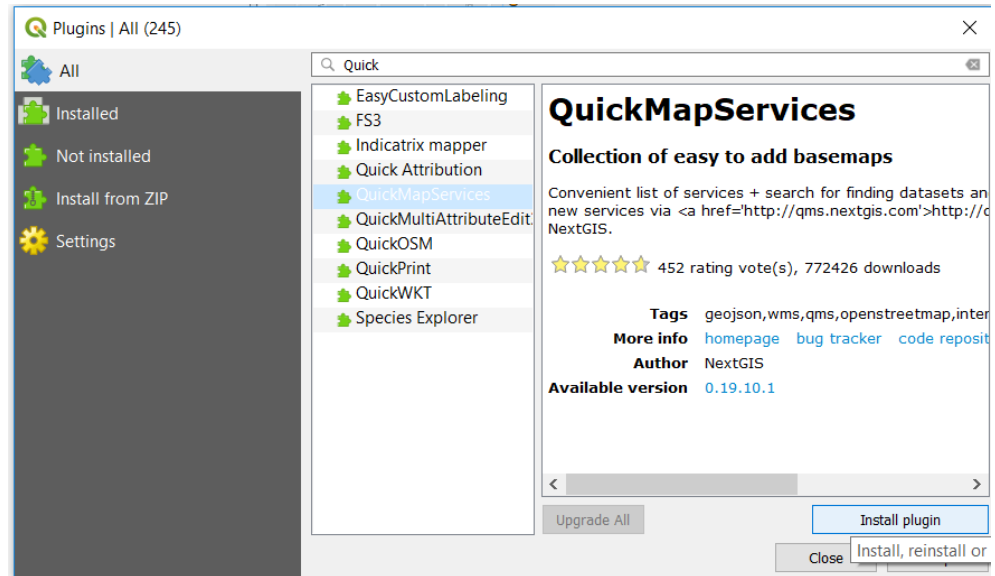 Plugins | All (245)
All
Installed
Not installed
Install from ZIP
Settings
Quick
EasyCustomLabeling
FS3
Indicatrix mapper
Quick Attribution
QuickMapServices
QuickMultiAttributeEdit
QuickOSM
QuickPrint
QuickWKT
Species Explorer
QuickMapServices
Collection of easy to add basemaps
Convenient list of services + search for finding datasets an
new services via <a href='http://qms.nextgis.com'>http://
NextGIS.
452 rating vote(s), 772426 downloads
Tags geojson,wms,qms,openstreetmap,inter
More info homepage bug tracker code reposit
Author NextGIS
Available version 0.19.10.1
Upgrade All
Install plugin
Close
Install, reinstall or